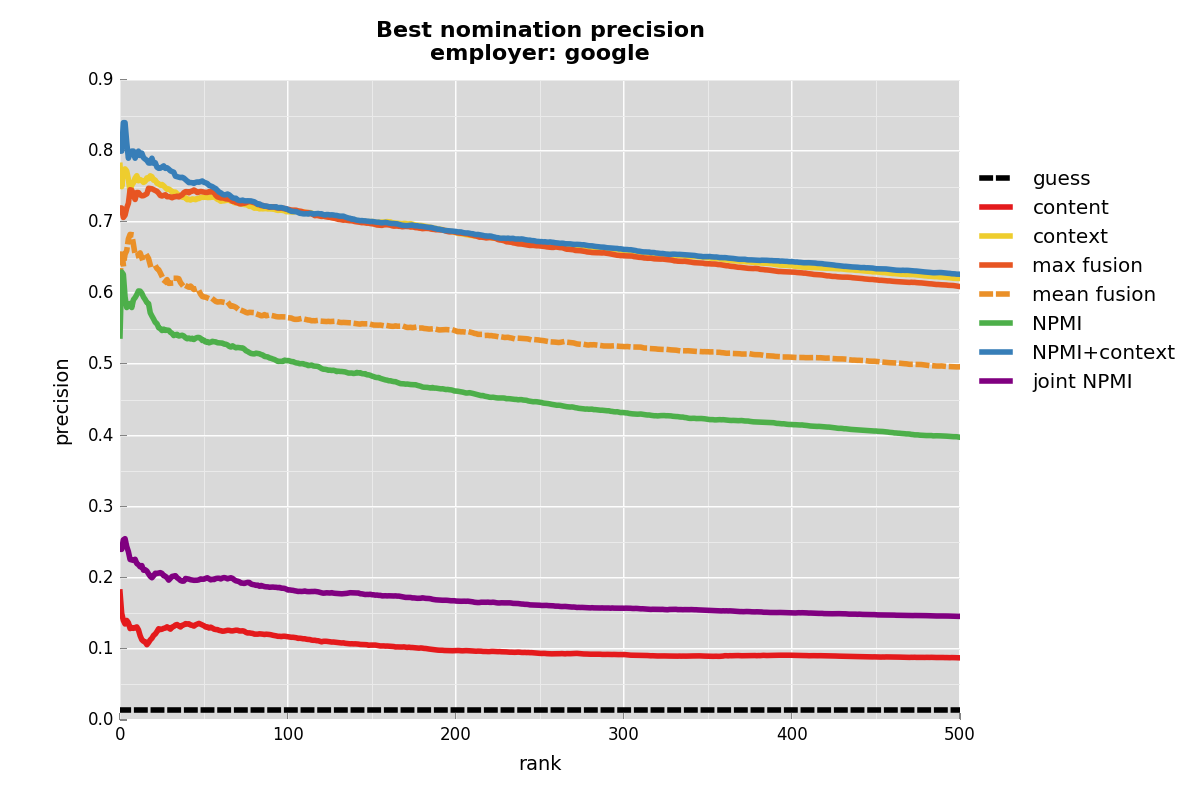 Best nomination precision
employer: google
precision
0.9
0.8
0.7
0.6
0.5
0.4
0.3
0.2
0.1
0.0
0 100 200 300 400 500
rank
guess
content
context
max fusion
mean fusion
NPMI
NPMI+context
joint NPMI